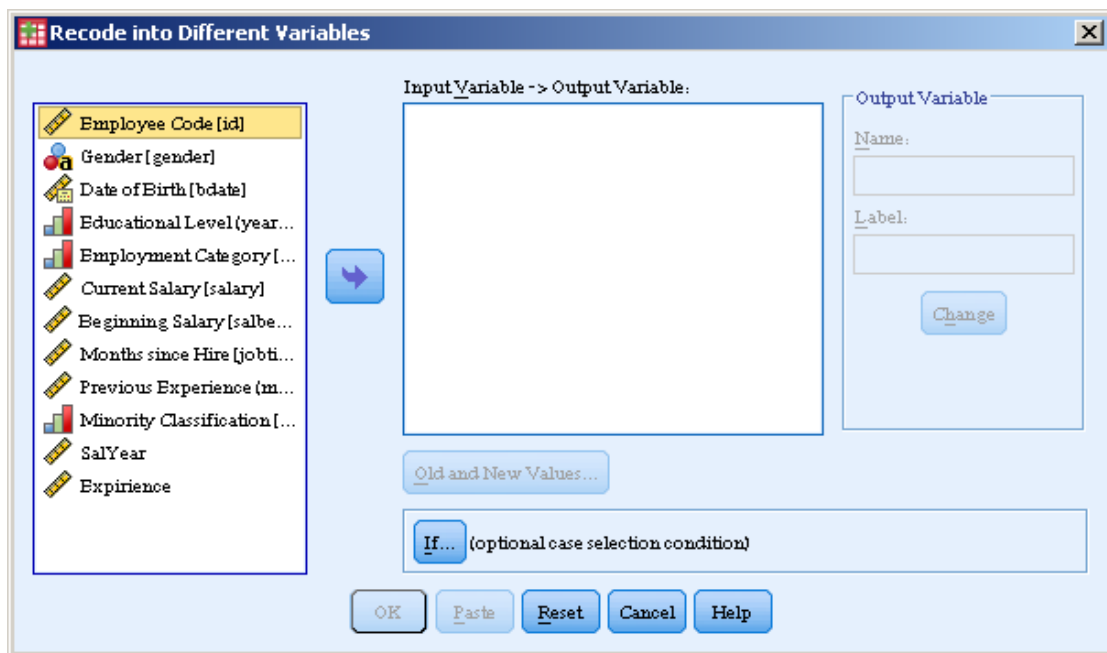 Recode into Different Variables
Employee Code [id]
Gender [gender]
Date of Birth [bdate]
Educational Level (year...
Employment Category [...
Current Salary [salary]
Beginning Salary [salbe...
Months since Hire [jobti...
Previous Experience (m...
Minority Classification [...
SalYear
Expirience
Input Variable -> Output Variable:
Output Variable
Name:
Label:
Change
Old and New Values...
If... (optional case selection condition)
OK
Paste
Reset
Cancel
Help